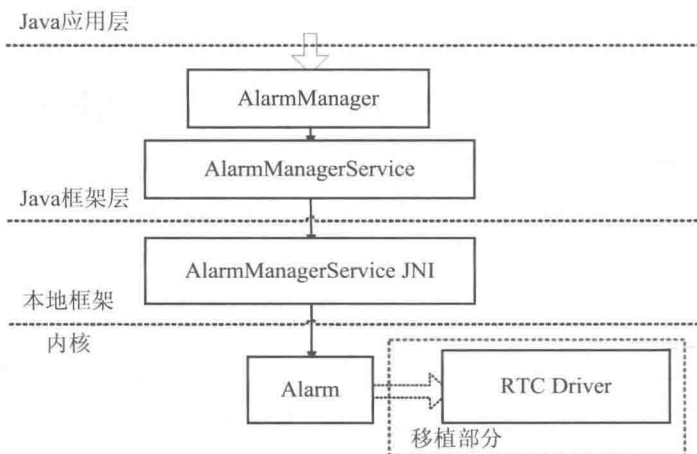 Java应用层
AlarmManager
AlarmManagerService
Java框架层
AlarmManagerService JNI
本地框架
内核
Alarm
RTC Driver
移植部分